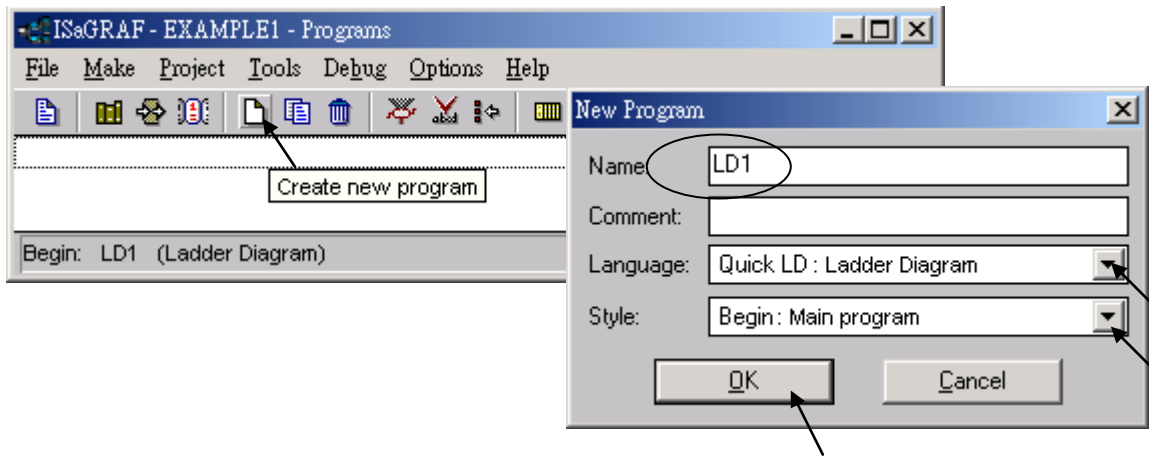 ISaGRAF - EXAMPLE1 - Programs
File Make Project Tools Debug Options Help
Create new program
Begin: LD1 (Ladder Diagram)
New Program
Name:
LD1
Comment:
Language: Quick LD : Ladder Diagram
Style: Begin : Main program
OK Cancel